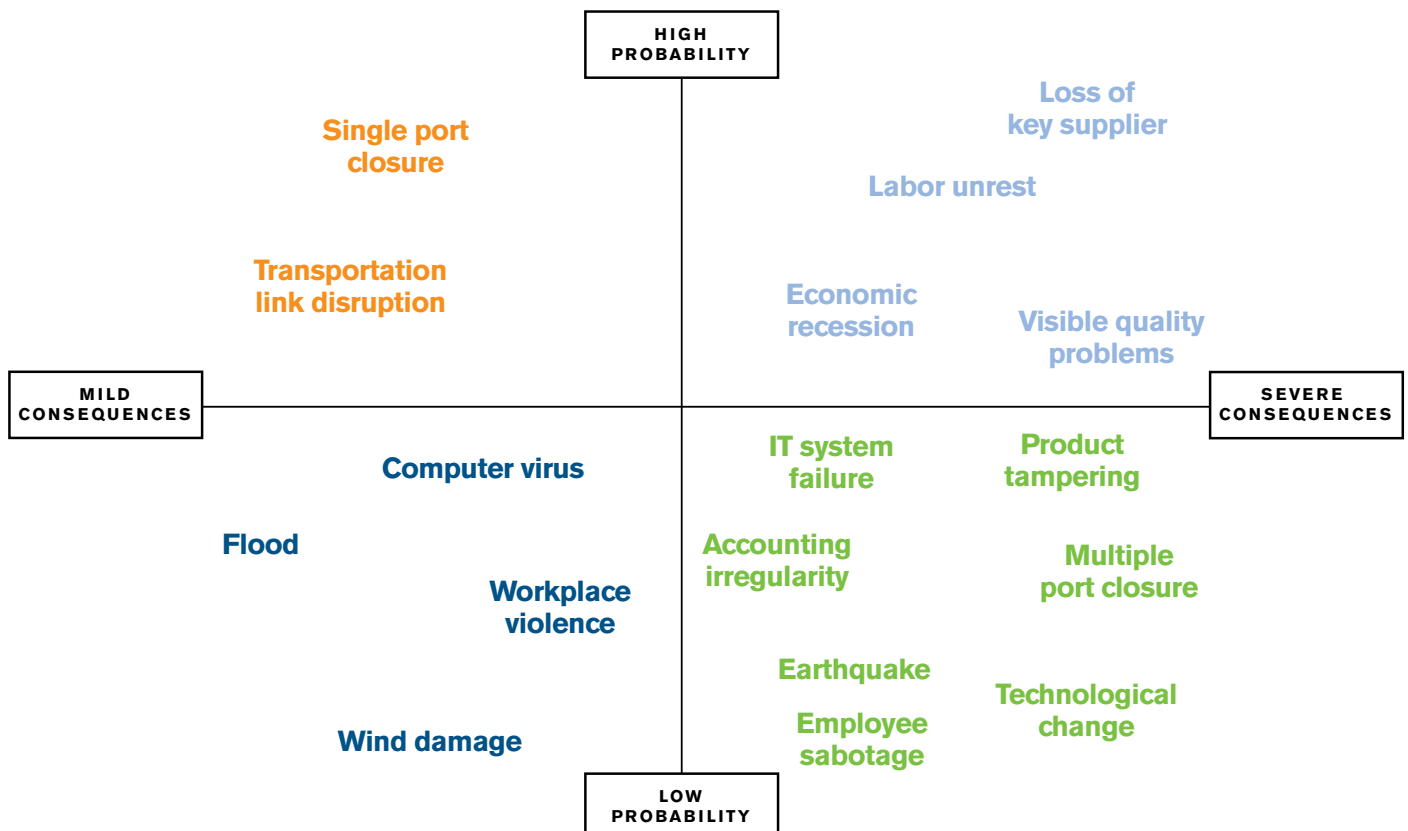 HIGH
PROBABILITY
Loss of
key supplier
Single port
closure
Labor unrest
Transportation
link disruption
Economic
recession
Visible quality
problems
MILD
CONSEQUENCES
SEVERE
CONSEQUENCES
Computer virus
IT system
failure
Product
tampering
Flood
Accounting
irregularity
Multiple
port closure
Workplace
violence
Earthquake
Technological
change
Employee
sabotage
Wind damage
LOW
PROBABILITY